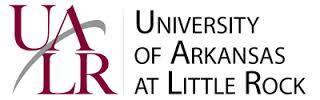 UA
LR
UNIVERSITY
OF ARKANSAS
AT LITTLE ROCK